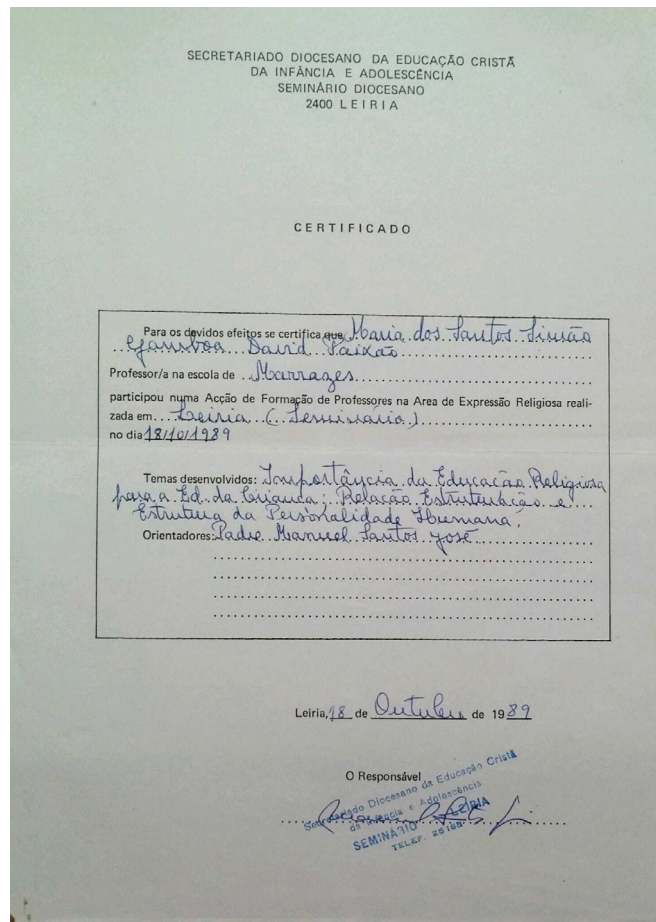 SECRETARIADO DIOCESANO DA EDUCAÇÃO CRISTÃ
DA INFÂNCIA E ADOLESCÊNCIA
SEMINÁRIO DIOCESANO
2400 LEIRIA
CERTIFICADO
Para os devidos efeitos se certifica que Maria dos Santos Simão
Gamboa David Paixão
Professor/a na escola de Marrazes
participou numa Acção de Formação de Professores na Area de Expressão Religiosa reali-
zada em Leiria (Seminário)
no dia 18/10/1989
Temas desenvolvidos: Importância da Educação Religiosa
para a Ed. da Criança: Relação Estruturação e
Estrutura da Personalidade Humana.
Orientadores: Padre Manuel Santos José
Leiria, 18 de Outubro de 1989
O Responsável
Secretariado Diocesano da Educação Cristã
da Infância e Adolescência
SEMINÁRIO LEIRIA
TELEF. 25165